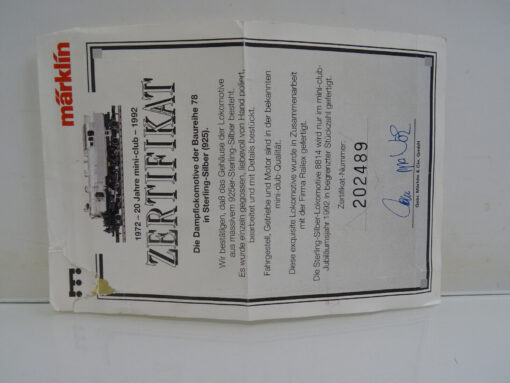 märklin
1972 - 20 Jahre mini-club - 1992
ZERTIFIKAT
Die Dampflokomotive der Baureihe 78
in Sterling-Silber (925).
Wir bestätigen, daß das Gehäuse der Lokomotive
aus massivem 925er-Sterling-Silber besteht.
Es wurde einzeln gegossen, liebevoll von Hand poliert,
bearbeitet und mit Details bestückt.
Fahrgestell, Getriebe und Motor sind in der bekannten
mini-club-Qualität.
Diese exquisite Lokomotive wurde in Zusammenarbeit
mit der Firma Railex gefertigt.
Die Sterling-Silber-Lokomotive 8814 wird nur im mini-club-
Jubiläumsjahr 1992 in begrenzter Stückzahl gefertigt.
Zertifikat-Nummer:
202489
Gebr. Märklin & Cie. GmbH